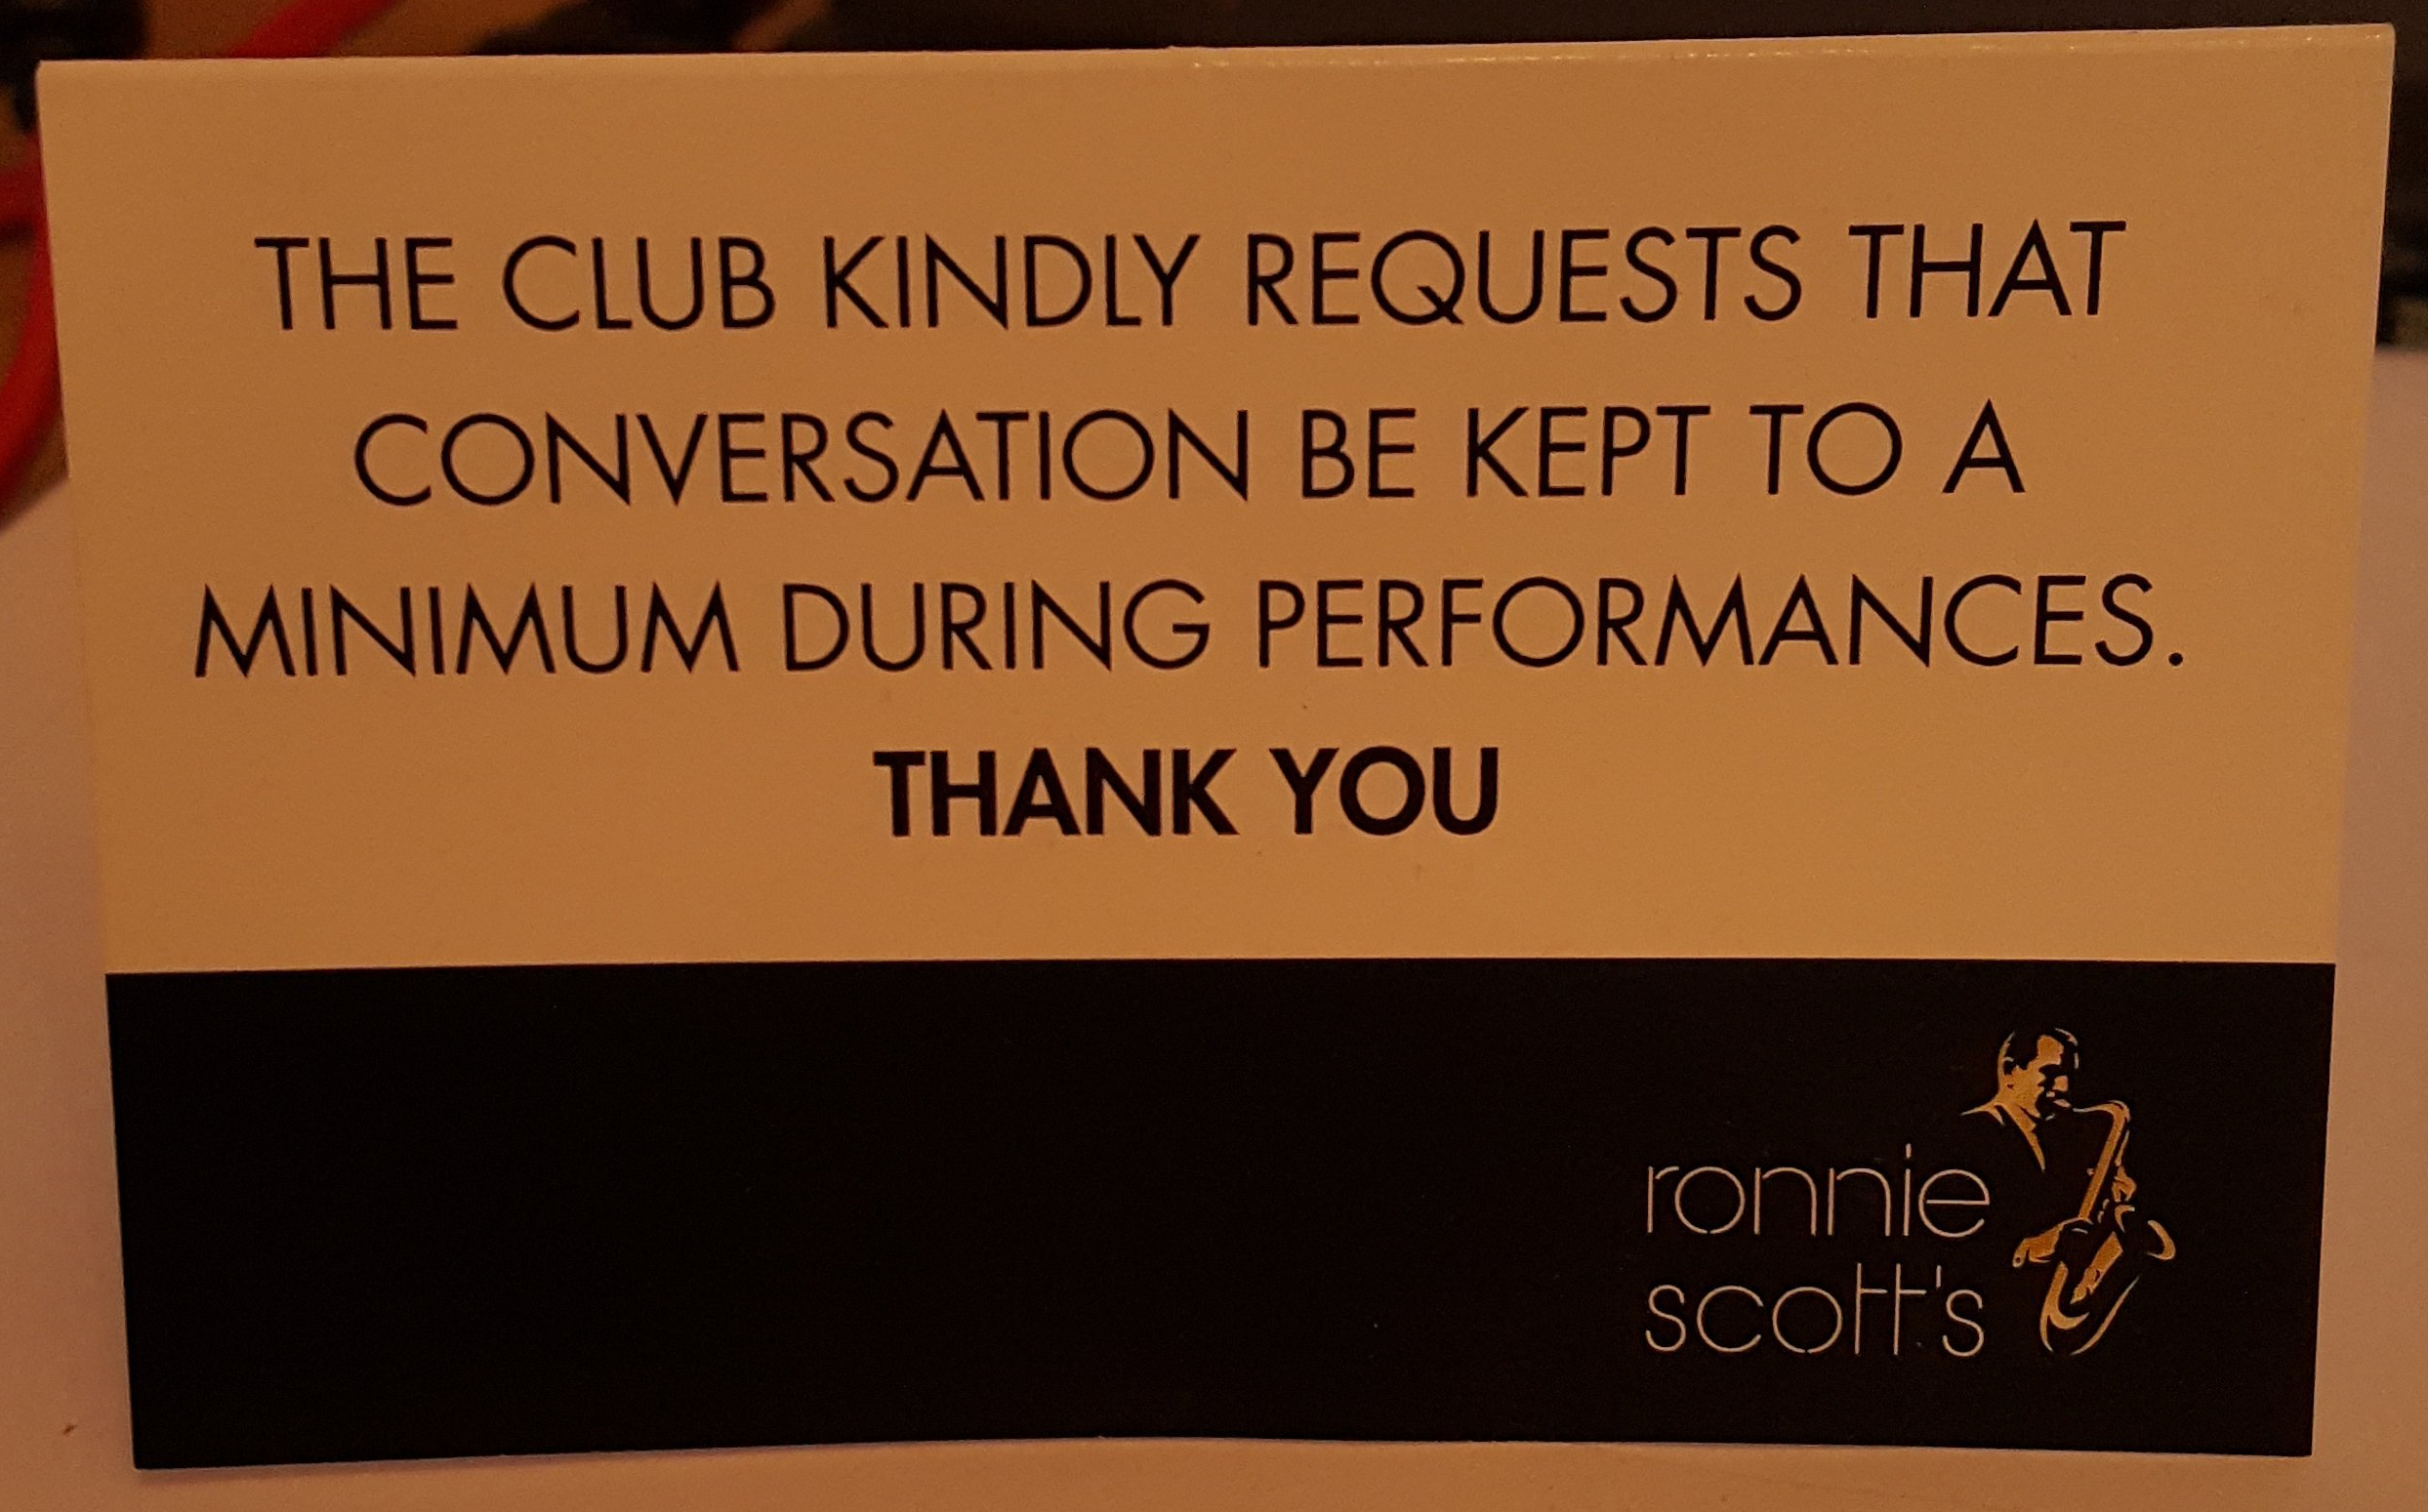 THE CLUB KINDLY REQUESTS THAT
CONVERSATION BE KEPT TO A
MINIMUM DURING PERFORMANCES.
THANK YOU
ronnie
scott's